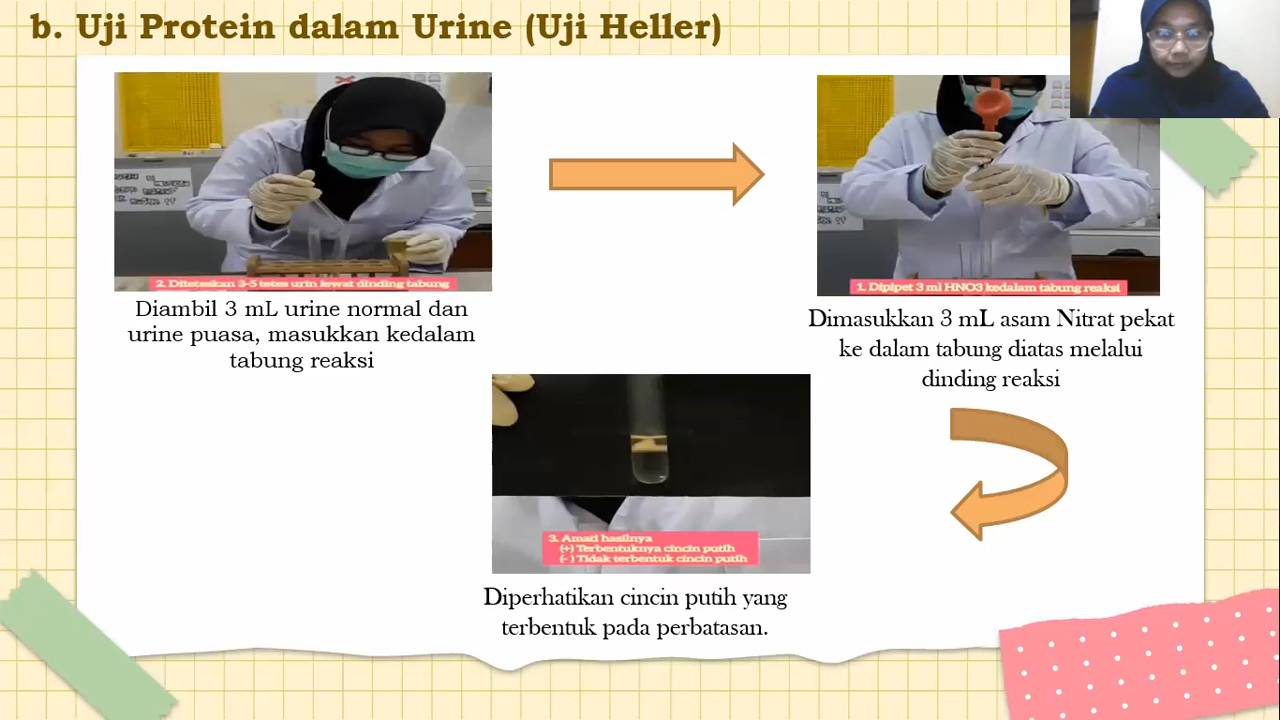 b. Uji Protein dalam Urine (Uji Heller)
2. Diteteskan 3-5 tetes urin lewat dinding tabung
Diambil 3 mL urine normal dan
urine puasa, masukkan kedalam
tabung reaksi
1. Dipipet 3 ml HNO3 kedalam tabung reaksi
Dimasukkan 3 mL asam Nitrat pekat
ke dalam tabung diatas melalui
dinding reaksi
3. Amati hasilnya
(+) Terbentuknya cincin putih
(-) Tidak terbentuk cincin putih
Diperhatikan cincin putih yang
terbentuk pada perbatasan.